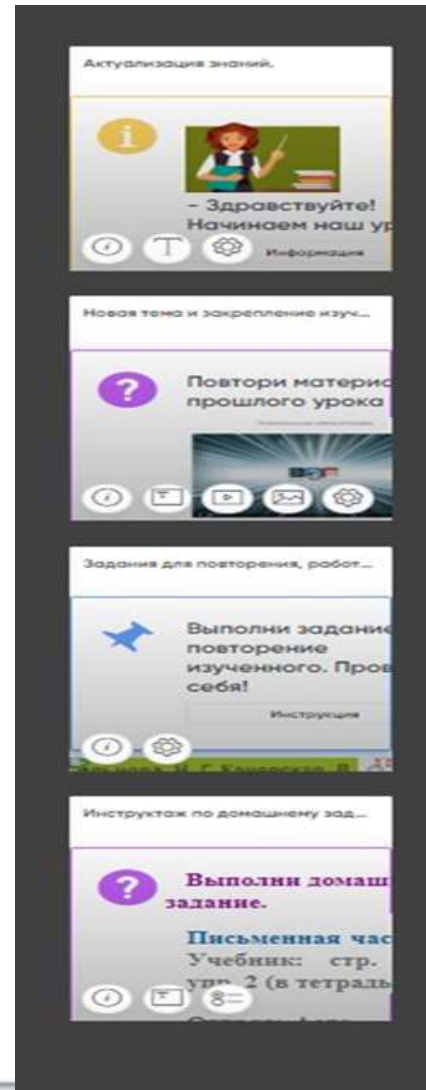 Актуализация знаний.
i
– Здравствуйте!
Начинаем наш ур
Информация
Новая тема и закрепление изуч...
?
Повтори материа
прошлого урока
Задания для повторения, работ...
Выполни задание
повторение
изученного. Пров
себя!
Инструкция
Инструктаж по домашнему зад...
?
Выполни домаш
задание.
Письменная час
Учебник: стр.
упр. 2 (в тетрадь